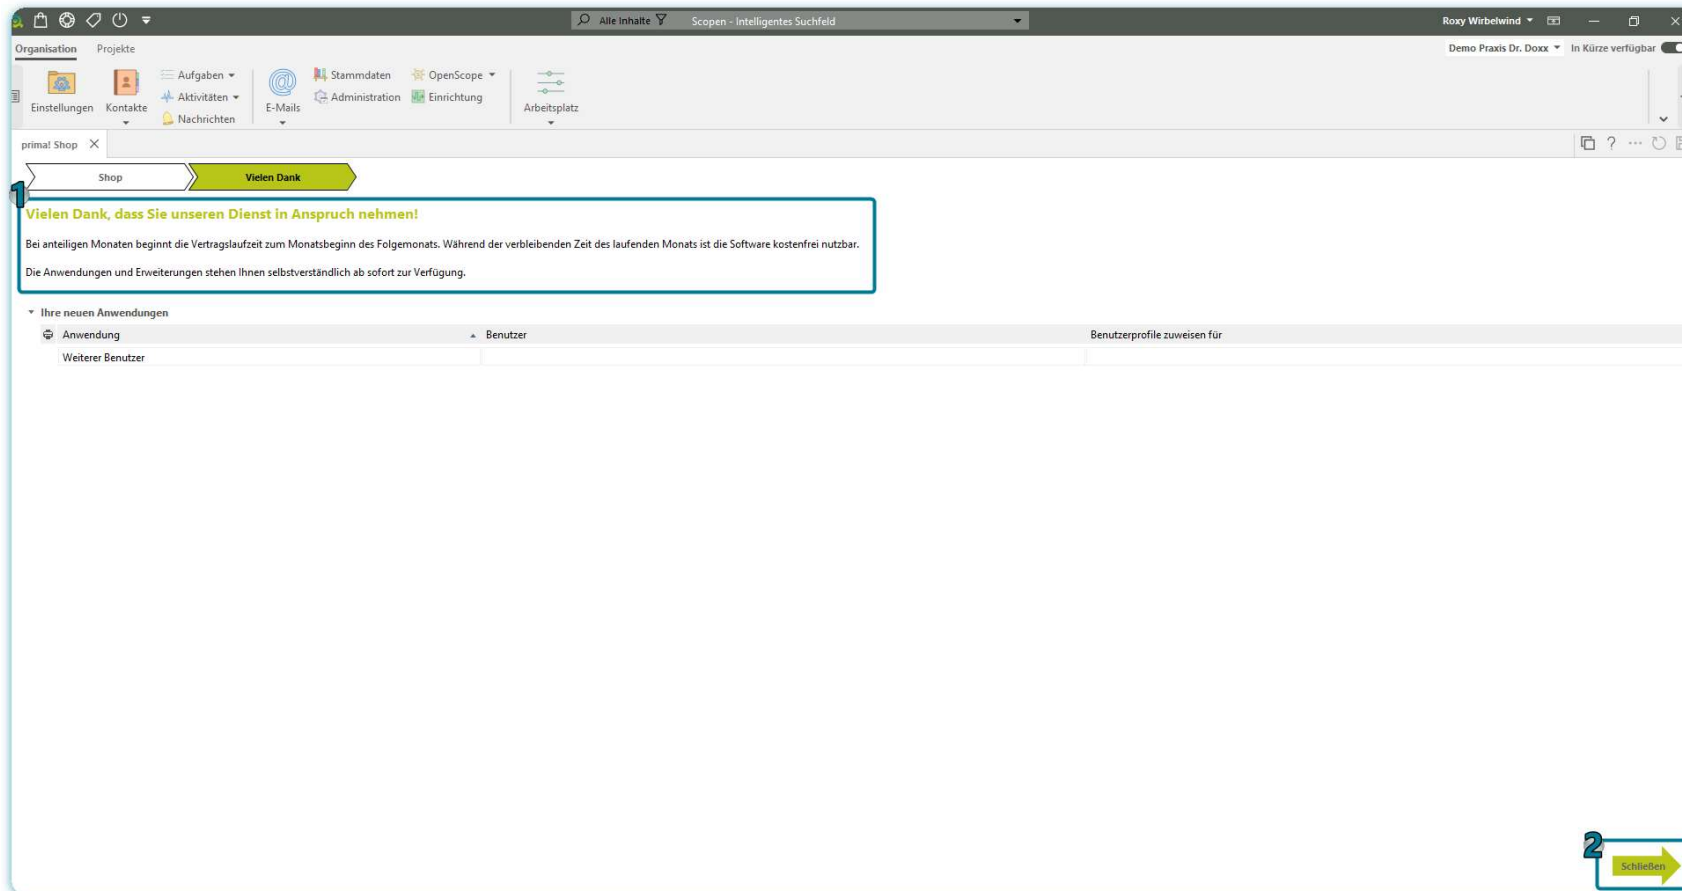 Alle Inhalte Scopen - Intelligentes Suchfeld Roxy Wirbelwind
Organisation Projekte Demo Praxis Dr. Doxx In Kürze verfügbar
Einstellungen Kontakte
Aufgaben
Aktivitäten
Nachrichten
E-Mails
Stammdaten OpenScope
Administration Einrichtung
Arbeitsplatz
prima! Shop
Shop Vielen Dank
1
Vielen Dank, dass Sie unseren Dienst in Anspruch nehmen!
Bei anteiligen Monaten beginnt die Vertragslaufzeit zum Monatsbeginn des Folgemonats. Während der verbleibenden Zeit des laufenden Monats ist die Software kostenfrei nutzbar.
Die Anwendungen und Erweiterungen stehen Ihnen selbstverständlich ab sofort zur Verfügung.
Ihre neuen Anwendungen
Anwendung Benutzer Benutzerprofile zuweisen für
Weiterer Benutzer
2
Schließen